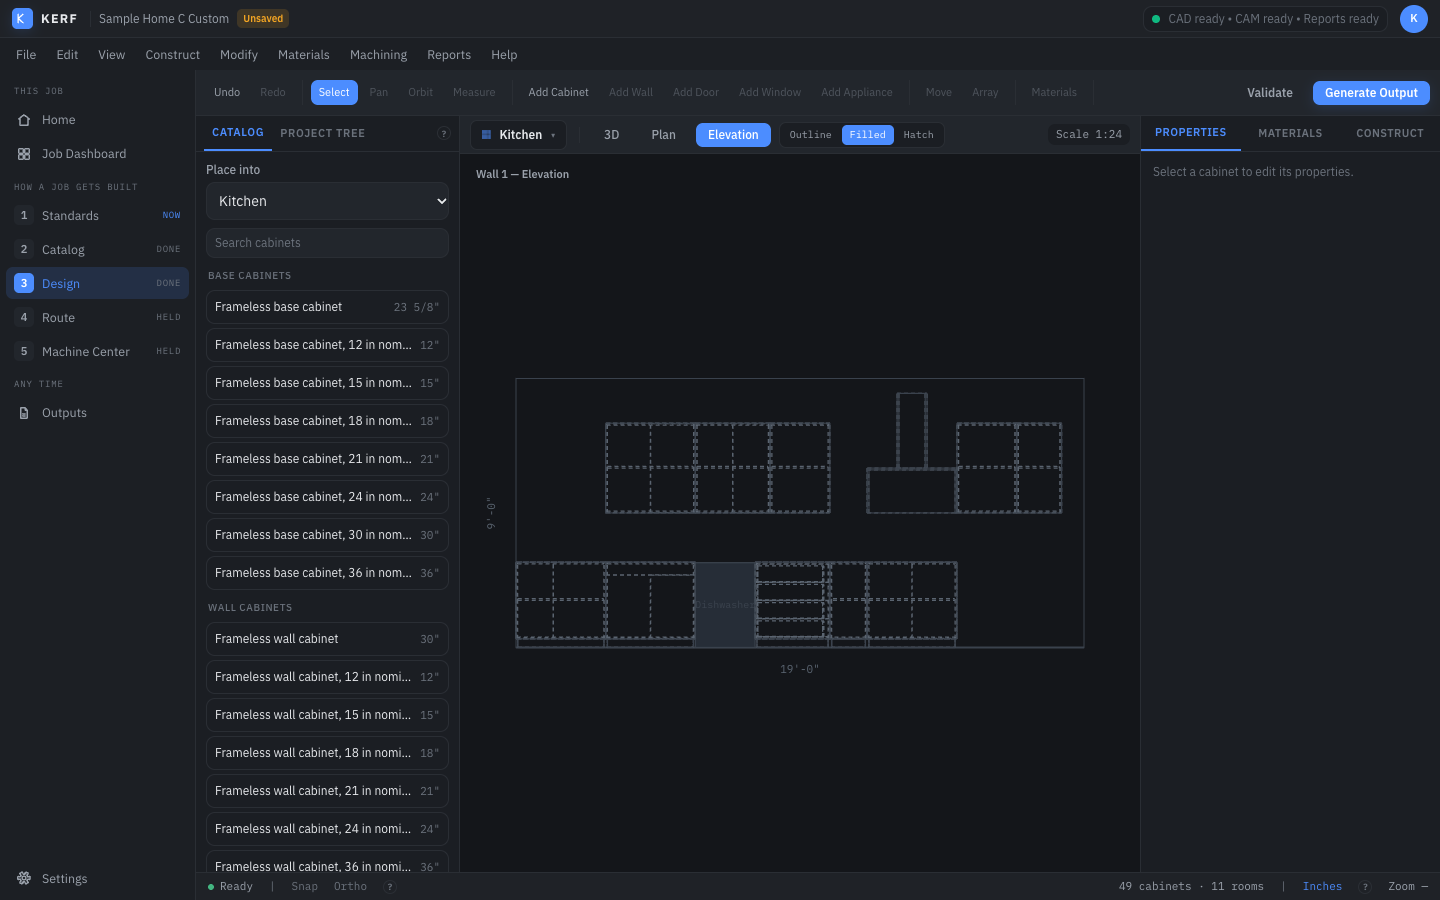 KERF
Sample Home C Custom
Unsaved
CAD ready • CAM ready • Reports ready
K
File Edit View Construct Modify Materials Machining Reports Help
THIS JOB
Home
Job Dashboard
HOW A JOB GETS BUILT
1 Standards NOW
2 Catalog DONE
3 Design DONE
4 Route HELD
5 Machine Center HELD
ANY TIME
Outputs
Settings
Undo Redo Select Pan Orbit Measure Add Cabinet Add Wall Add Door Add Window Add Appliance Move Array Materials
Validate Generate Output
CATALOG PROJECT TREE ?
Place into
Kitchen
Search cabinets
BASE CABINETS
Frameless base cabinet 23 5/8"
Frameless base cabinet, 12 in nom... 12"
Frameless base cabinet, 15 in nom... 15"
Frameless base cabinet, 18 in nom... 18"
Frameless base cabinet, 21 in nom... 21"
Frameless base cabinet, 24 in nom... 24"
Frameless base cabinet, 30 in nom... 30"
Frameless base cabinet, 36 in nom... 36"
WALL CABINETS
Frameless wall cabinet 30"
Frameless wall cabinet, 12 in nomi... 12"
Frameless wall cabinet, 15 in nomi... 15"
Frameless wall cabinet, 18 in nomi... 18"
Frameless wall cabinet, 21 in nomi... 21"
Frameless wall cabinet, 24 in nomi... 24"
Frameless wall cabinet, 36 in nomi... 36"
Kitchen 3D Plan Elevation Outline Filled Hatch Scale 1:24
Wall 1 — Elevation
9'-0"
Dishwasher
19'-0"
PROPERTIES MATERIALS CONSTRUCT
Select a cabinet to edit its properties.
Ready | Snap Ortho ?
49 cabinets · 11 rooms | Inches ? Zoom —